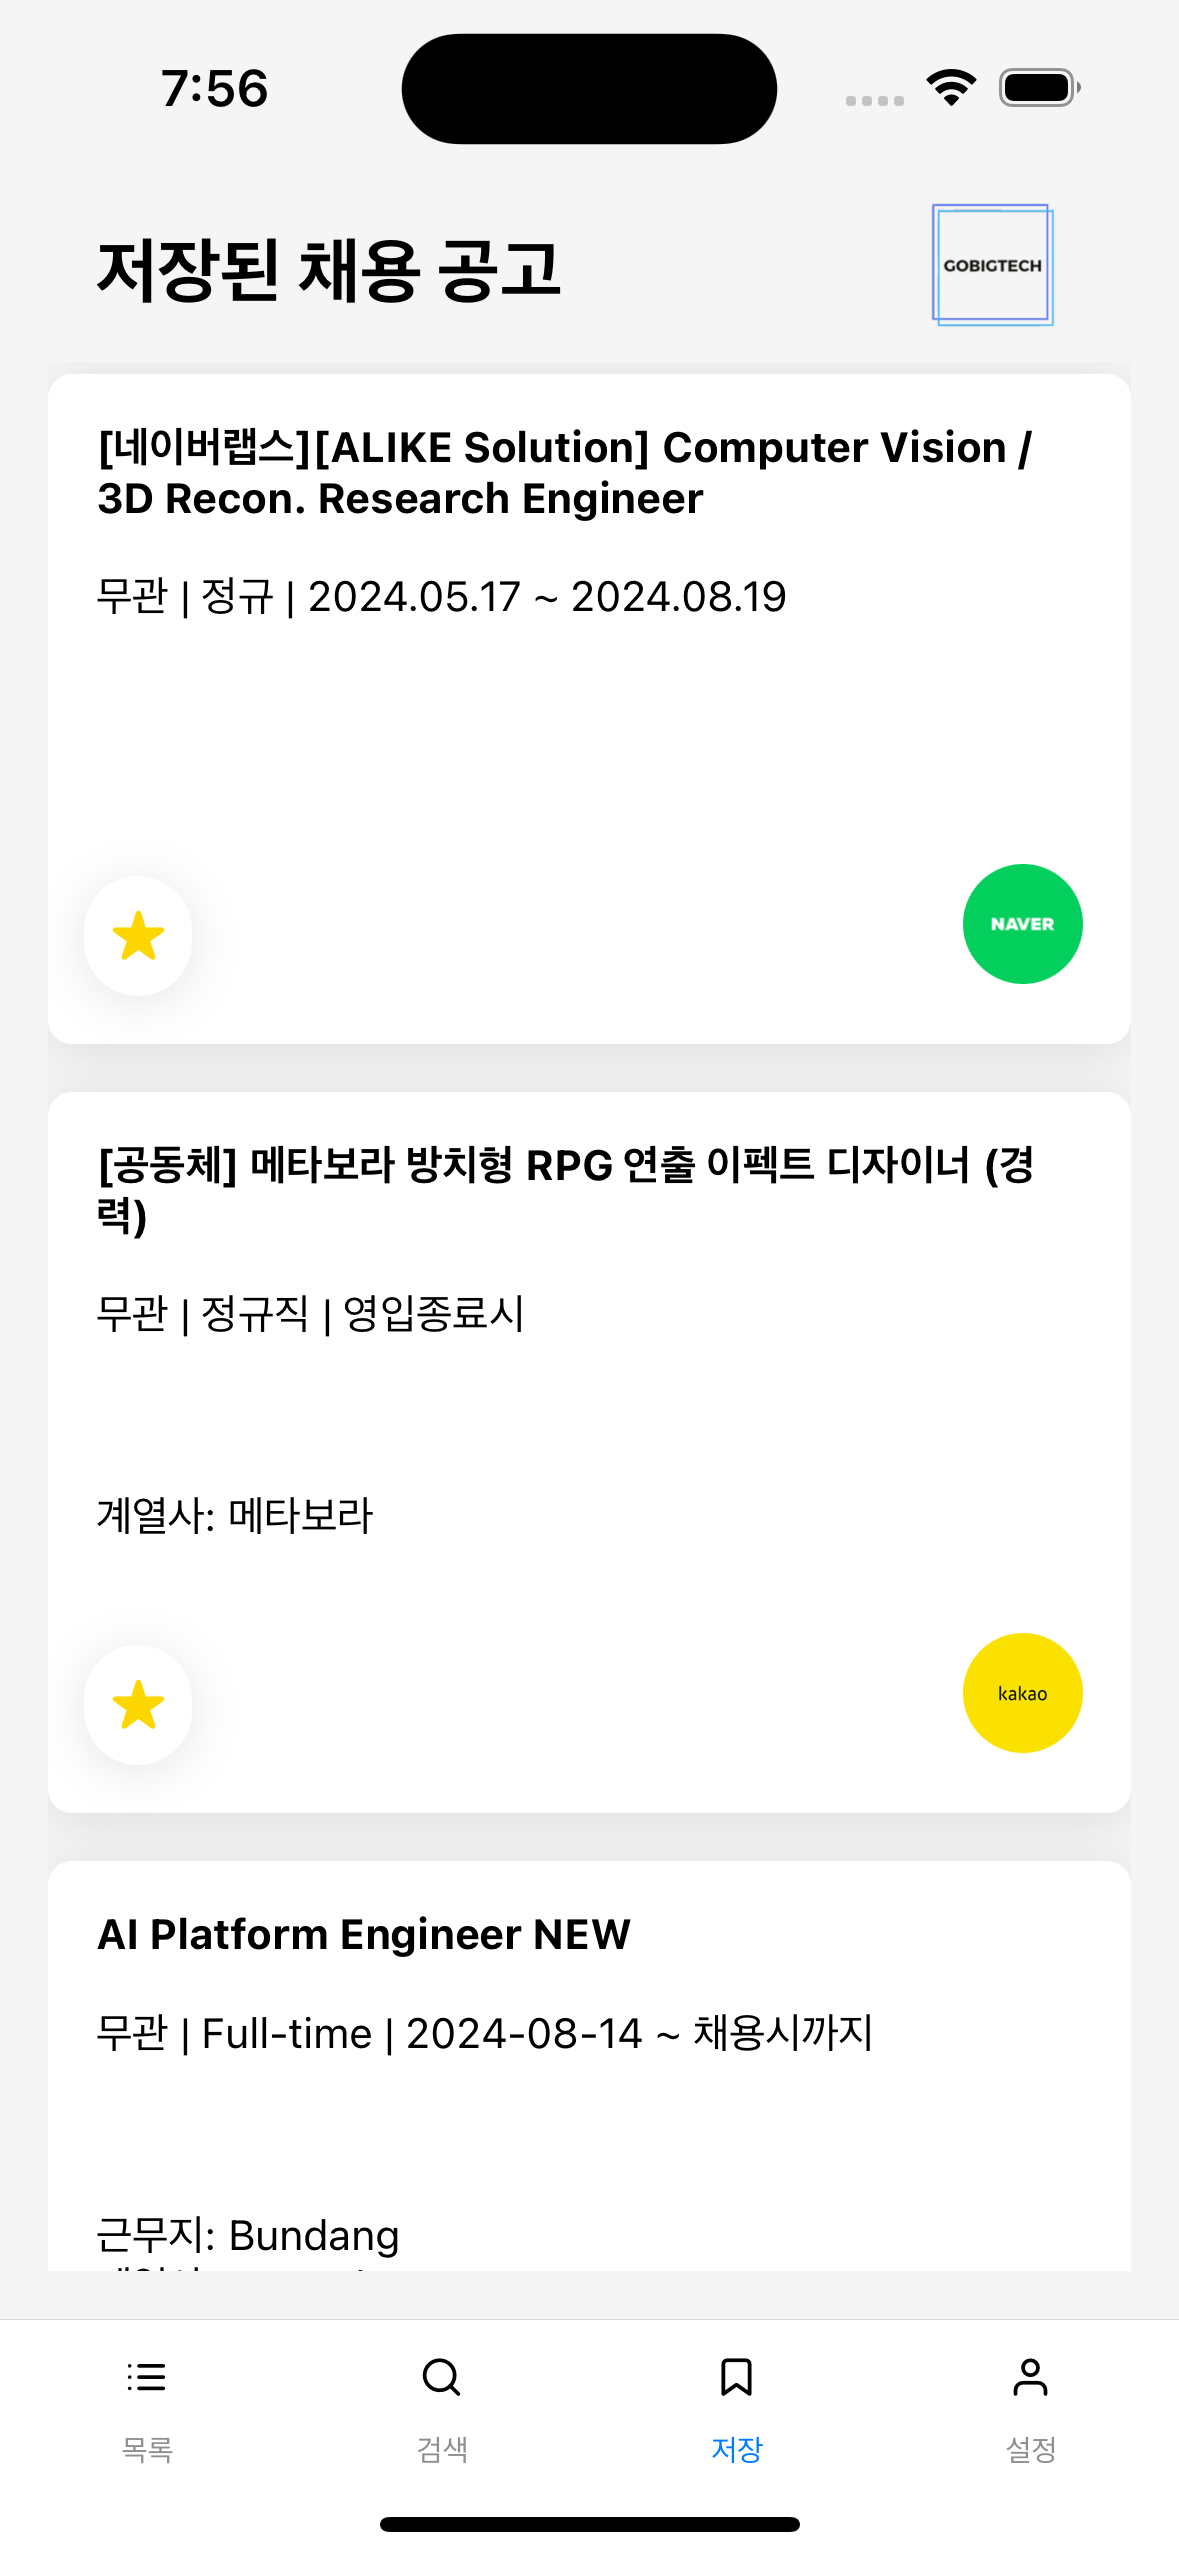 7:56
저장된 채용 공고
GOBIGTECH
[네이버랩스][ALIKE Solution] Computer Vision /
3D Recon. Research Engineer
무관 | 정규 | 2024.05.17 ~ 2024.08.19
NAVER
[공동체] 메타보라 방치형 RPG 연출 이펙트 디자이너 (경
력)
무관 | 정규직 | 영입종료시
계열사: 메타보라
kakao
AI Platform Engineer NEW
무관 | Full-time | 2024-08-14 ~ 채용시까지
근무지: Bundang
목록
검색
저장
설정